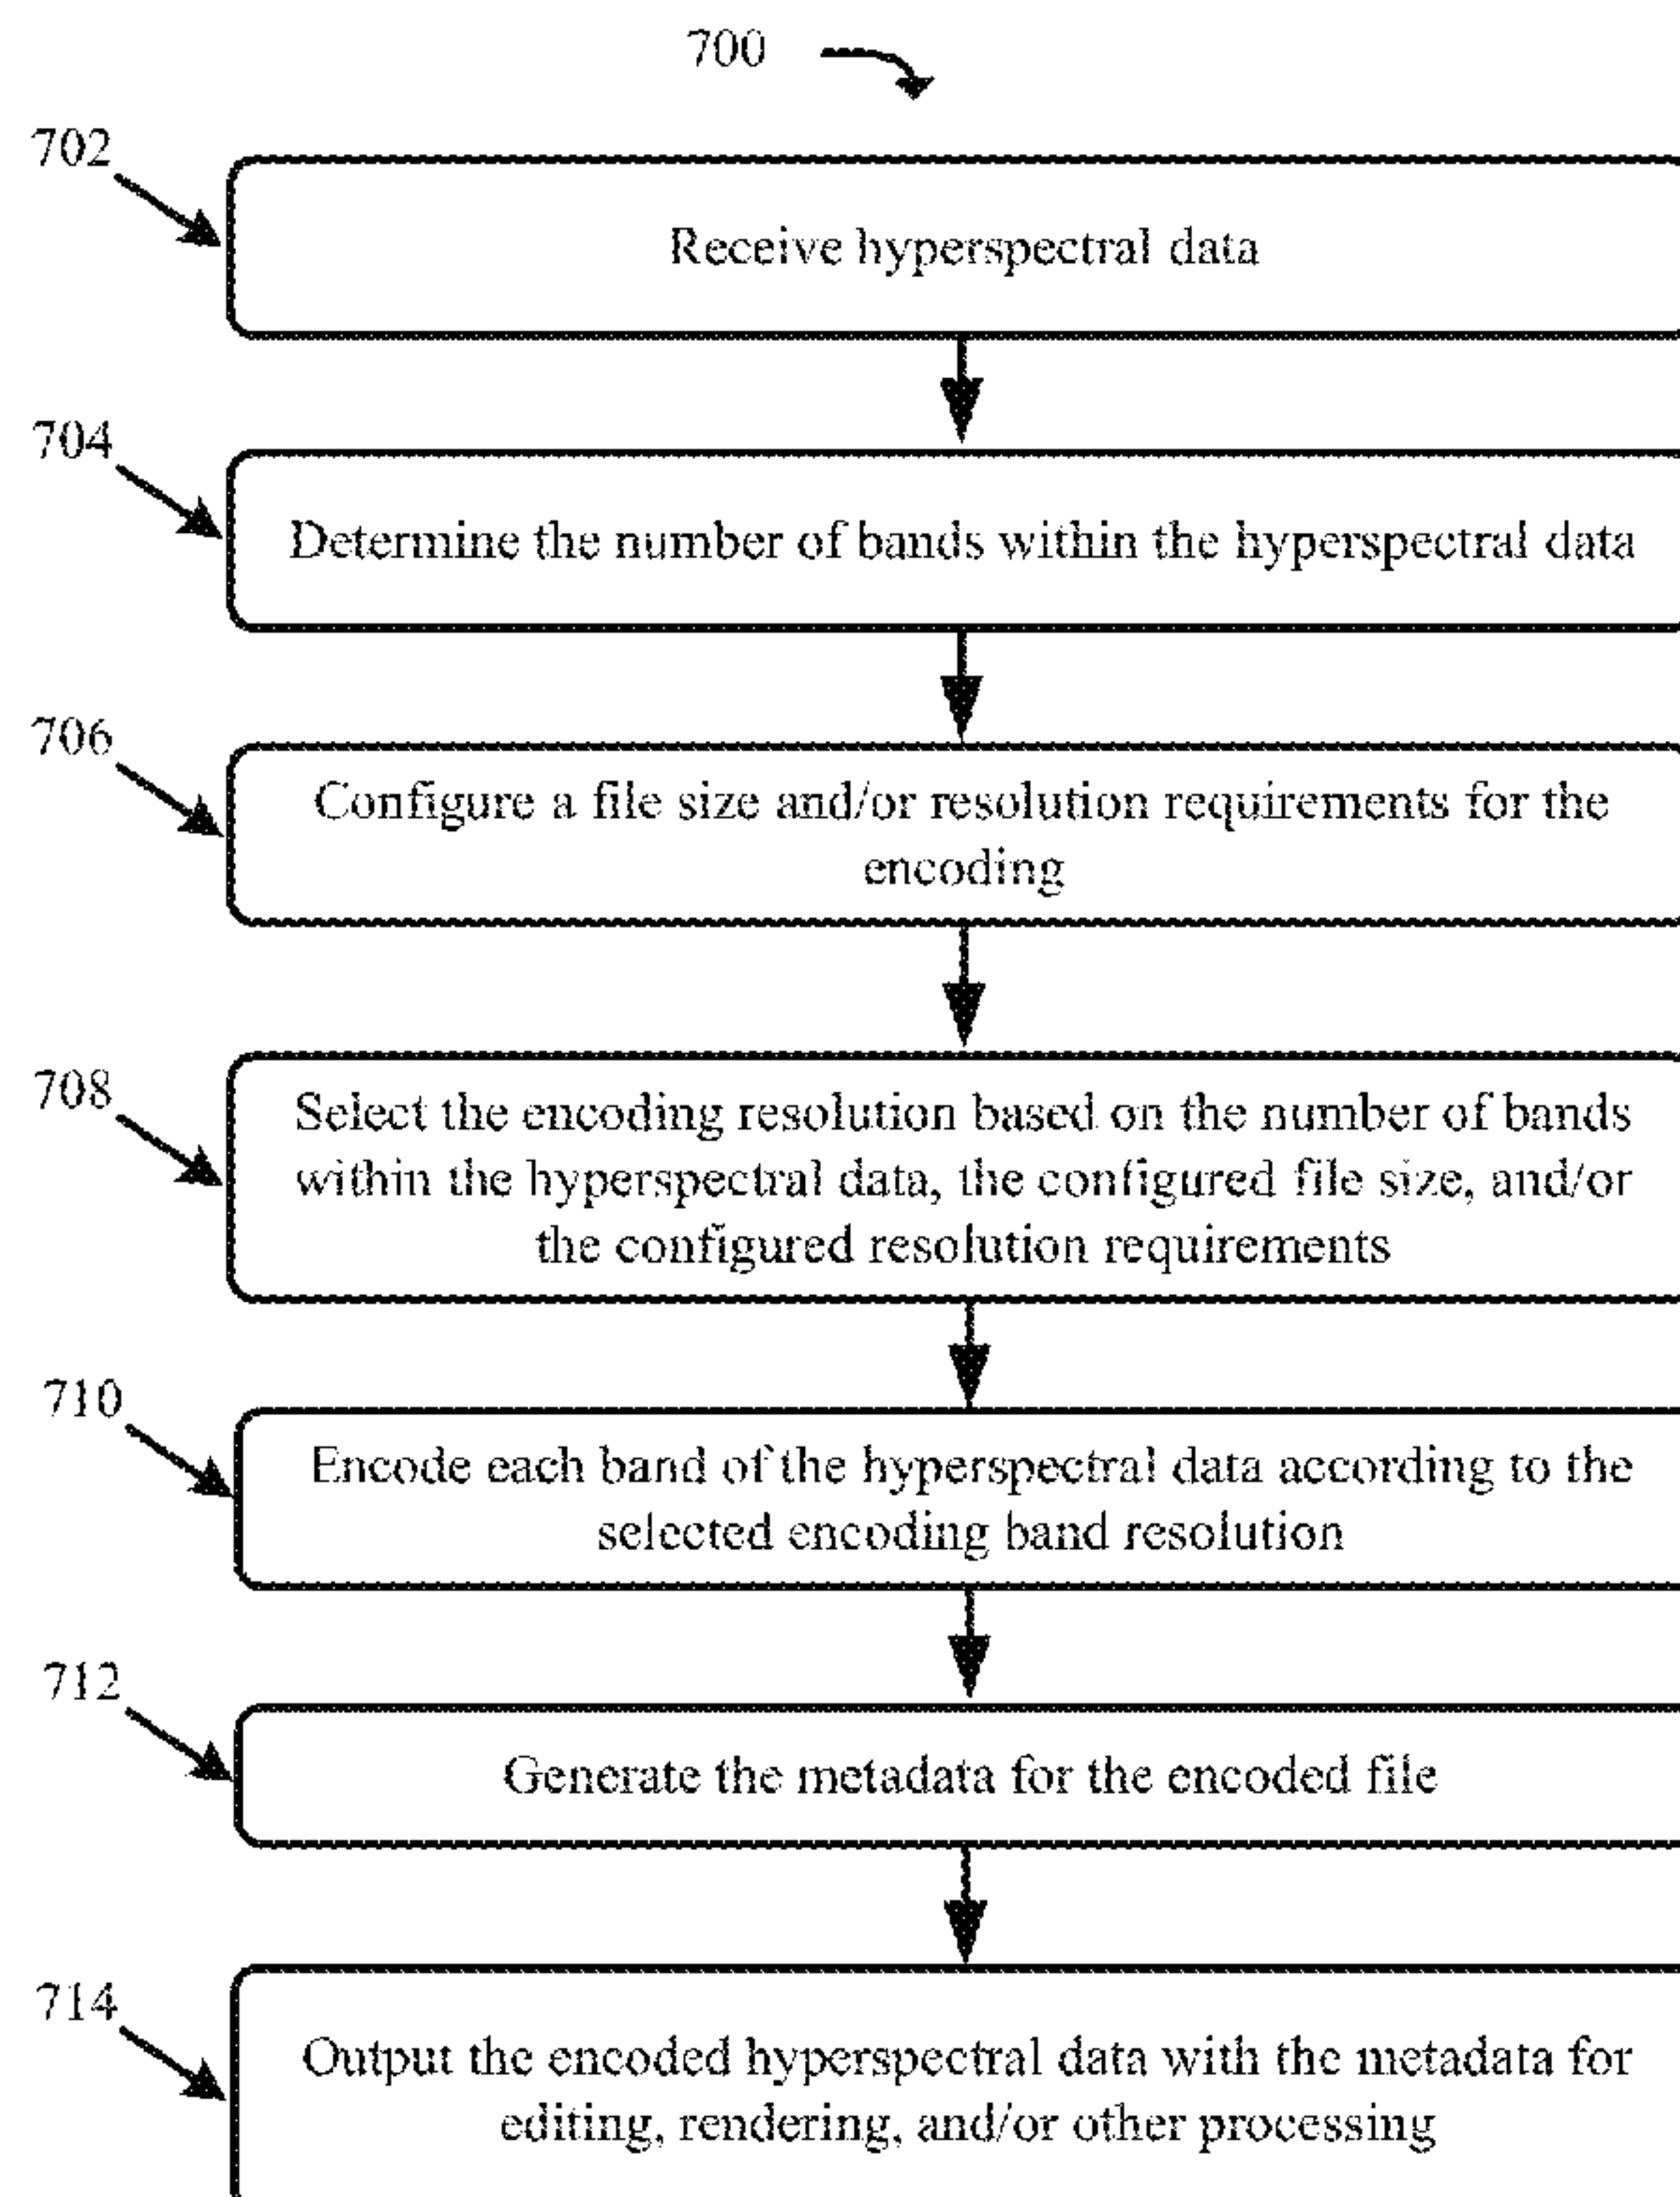 700
702
Receive hyperspectral data
704
Determine the number of bands within the hyperspectral data
706
Configure a file size and/or resolution requirements for the
encoding
708
Select the encoding resolution based on the number of bands
within the hyperspectral data, the configured file size, and/or
the configured resolution requirements
710
Encode each band of the hyperspectral data according to the
selected encoding band resolution
712
Generate the metadata for the encoded file
714
Output the encoded hyperspectral data with the metadata for
editing, rendering, and/or other processing